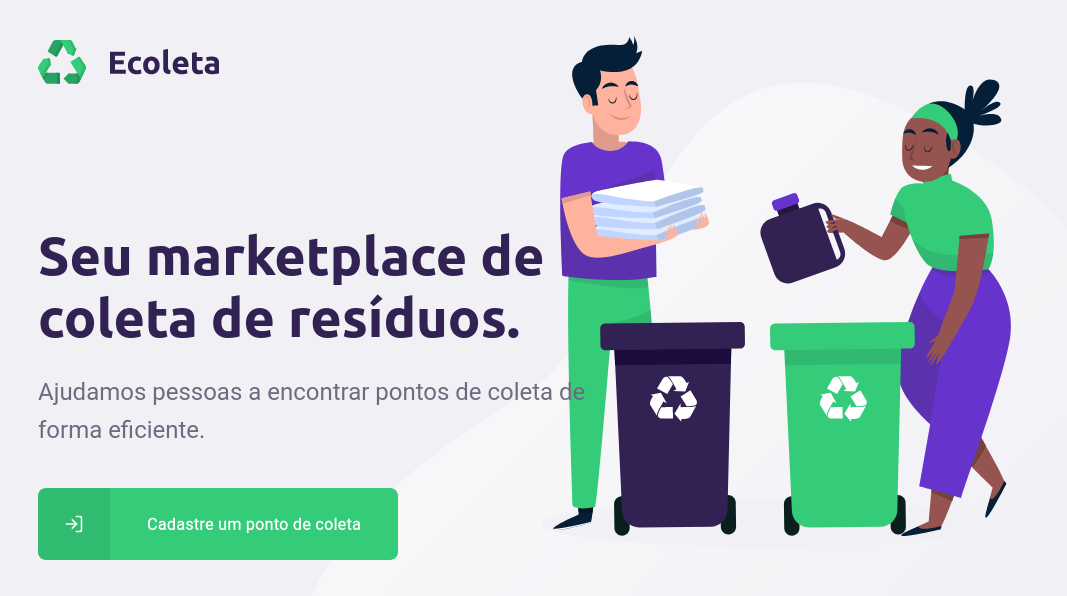 Ecoleta
Seu marketplace de
coleta de resíduos.
Ajudamos pessoas a encontrar pontos de coleta de
forma eficiente.
Cadastre um ponto de coleta